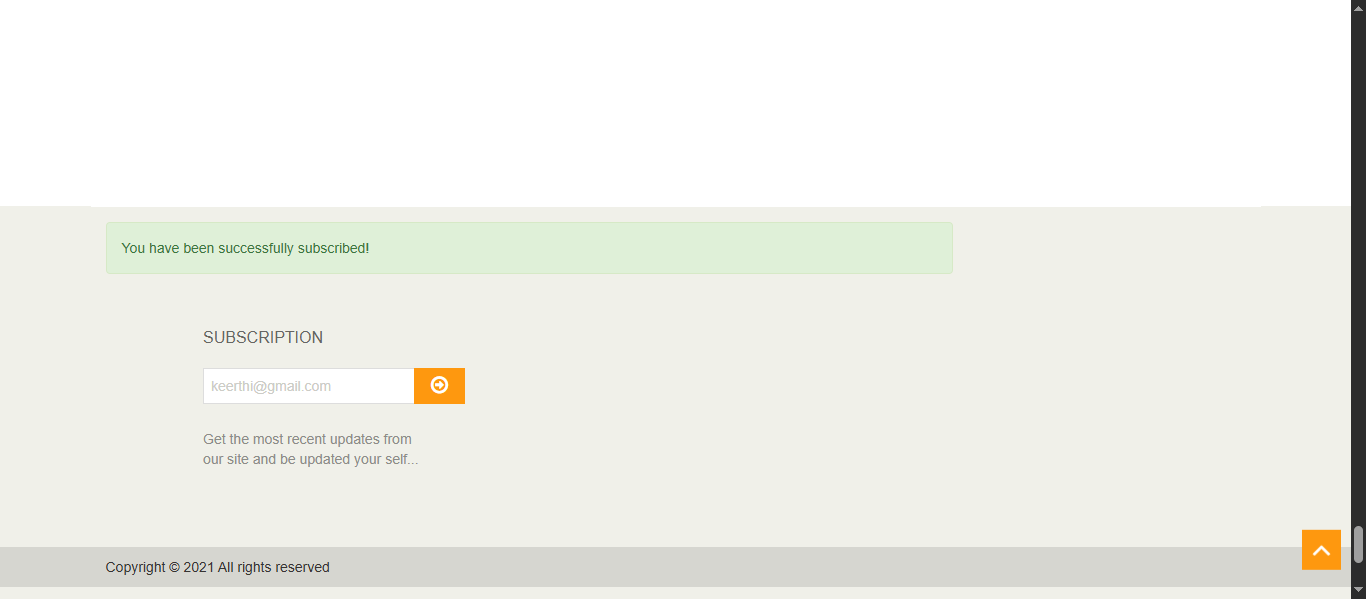 You have been successfully subscribed!
SUBSCRIPTION
keerthi@gmail.com
Get the most recent updates from
our site and be updated your self...
Copyright © 2021 All rights reserved